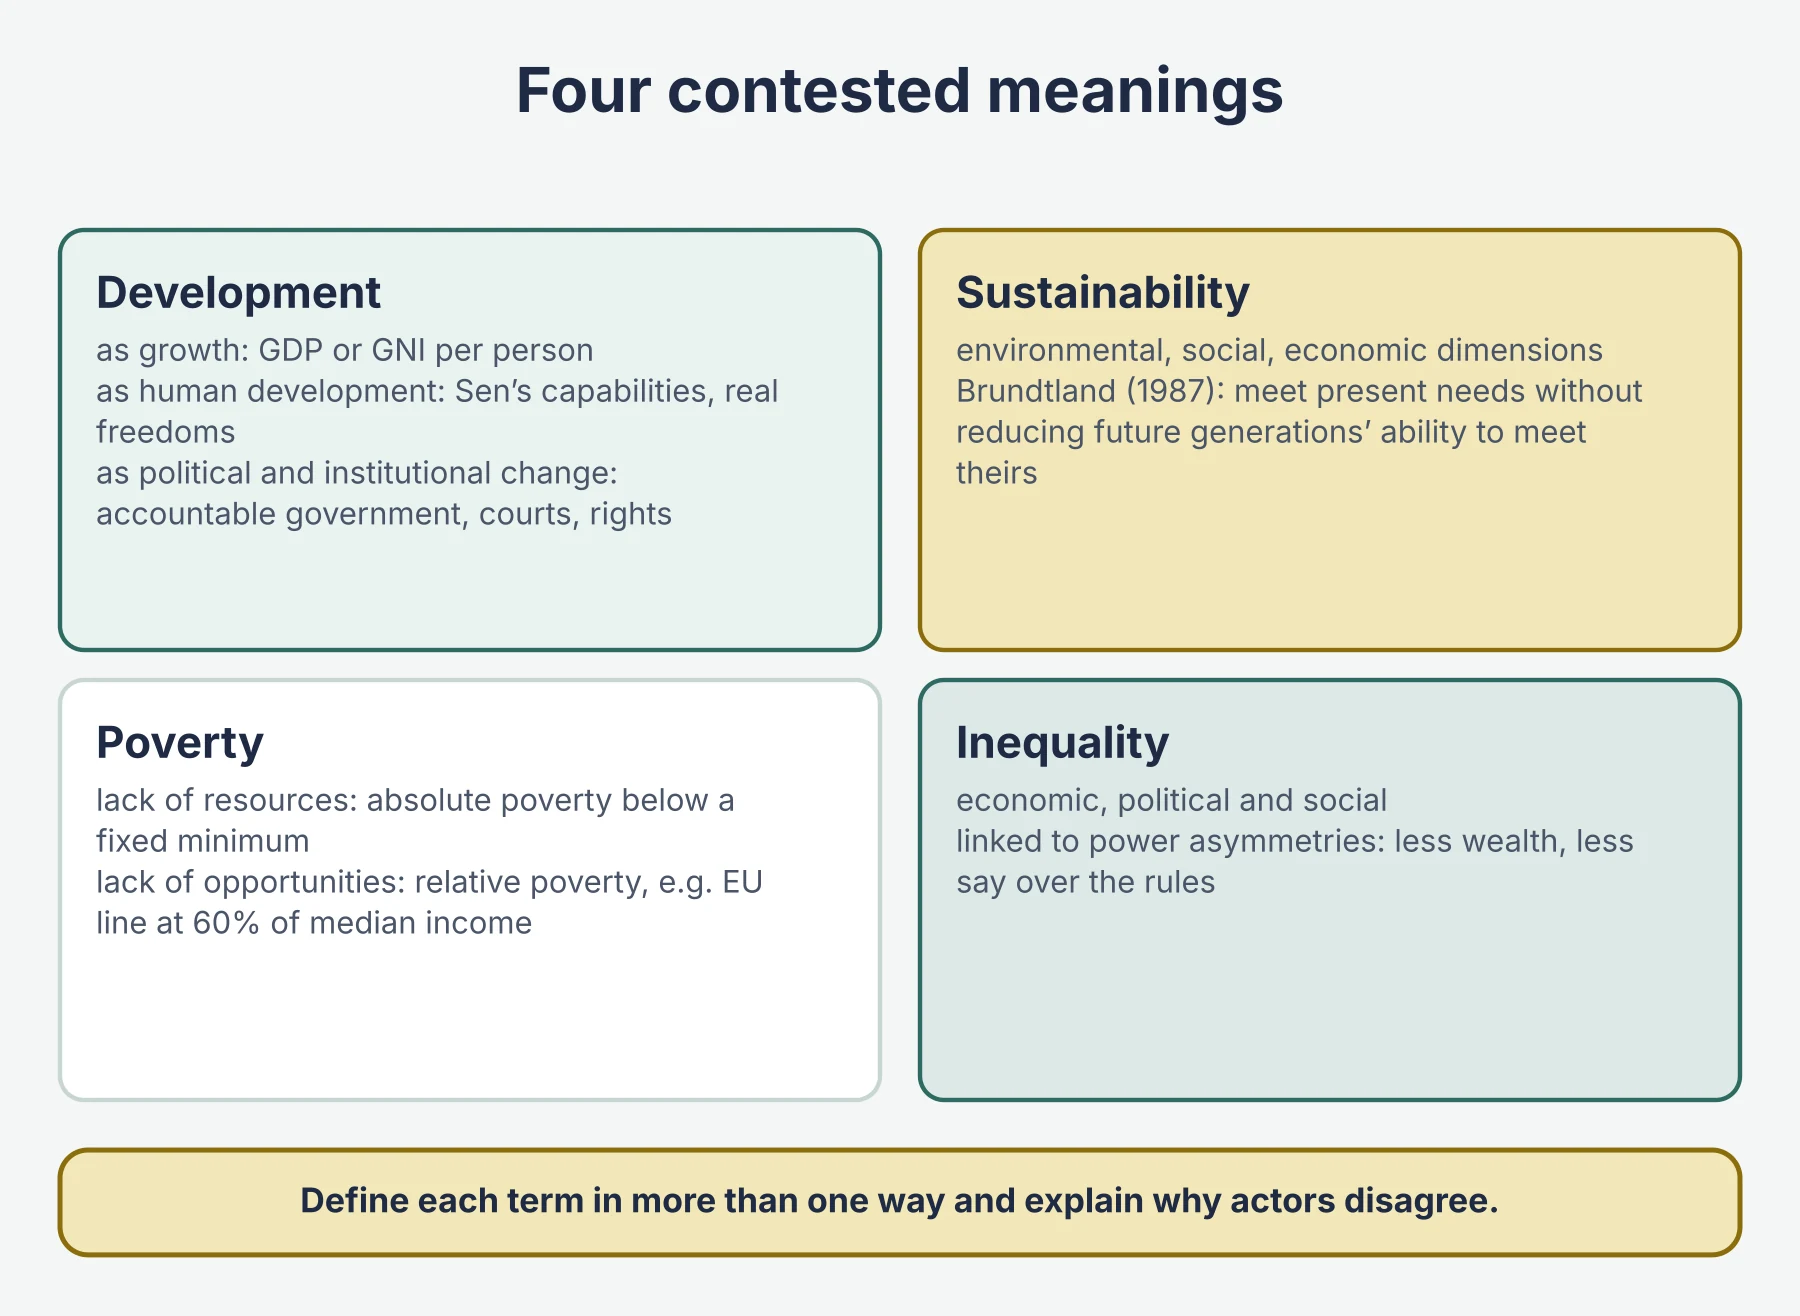 Four contested meanings
Development
as growth: GDP or GNI per person
as human development: Sen’s capabilities, real
freedoms
as political and institutional change:
accountable government, courts, rights
Sustainability
environmental, social, economic dimensions
Brundtland (1987): meet present needs without
reducing future generations’ ability to meet
theirs
Poverty
lack of resources: absolute poverty below a
fixed minimum
lack of opportunities: relative poverty, e.g. EU
line at 60% of median income
Inequality
economic, political and social
linked to power asymmetries: less wealth, less
say over the rules
Define each term in more than one way and explain why actors disagree.